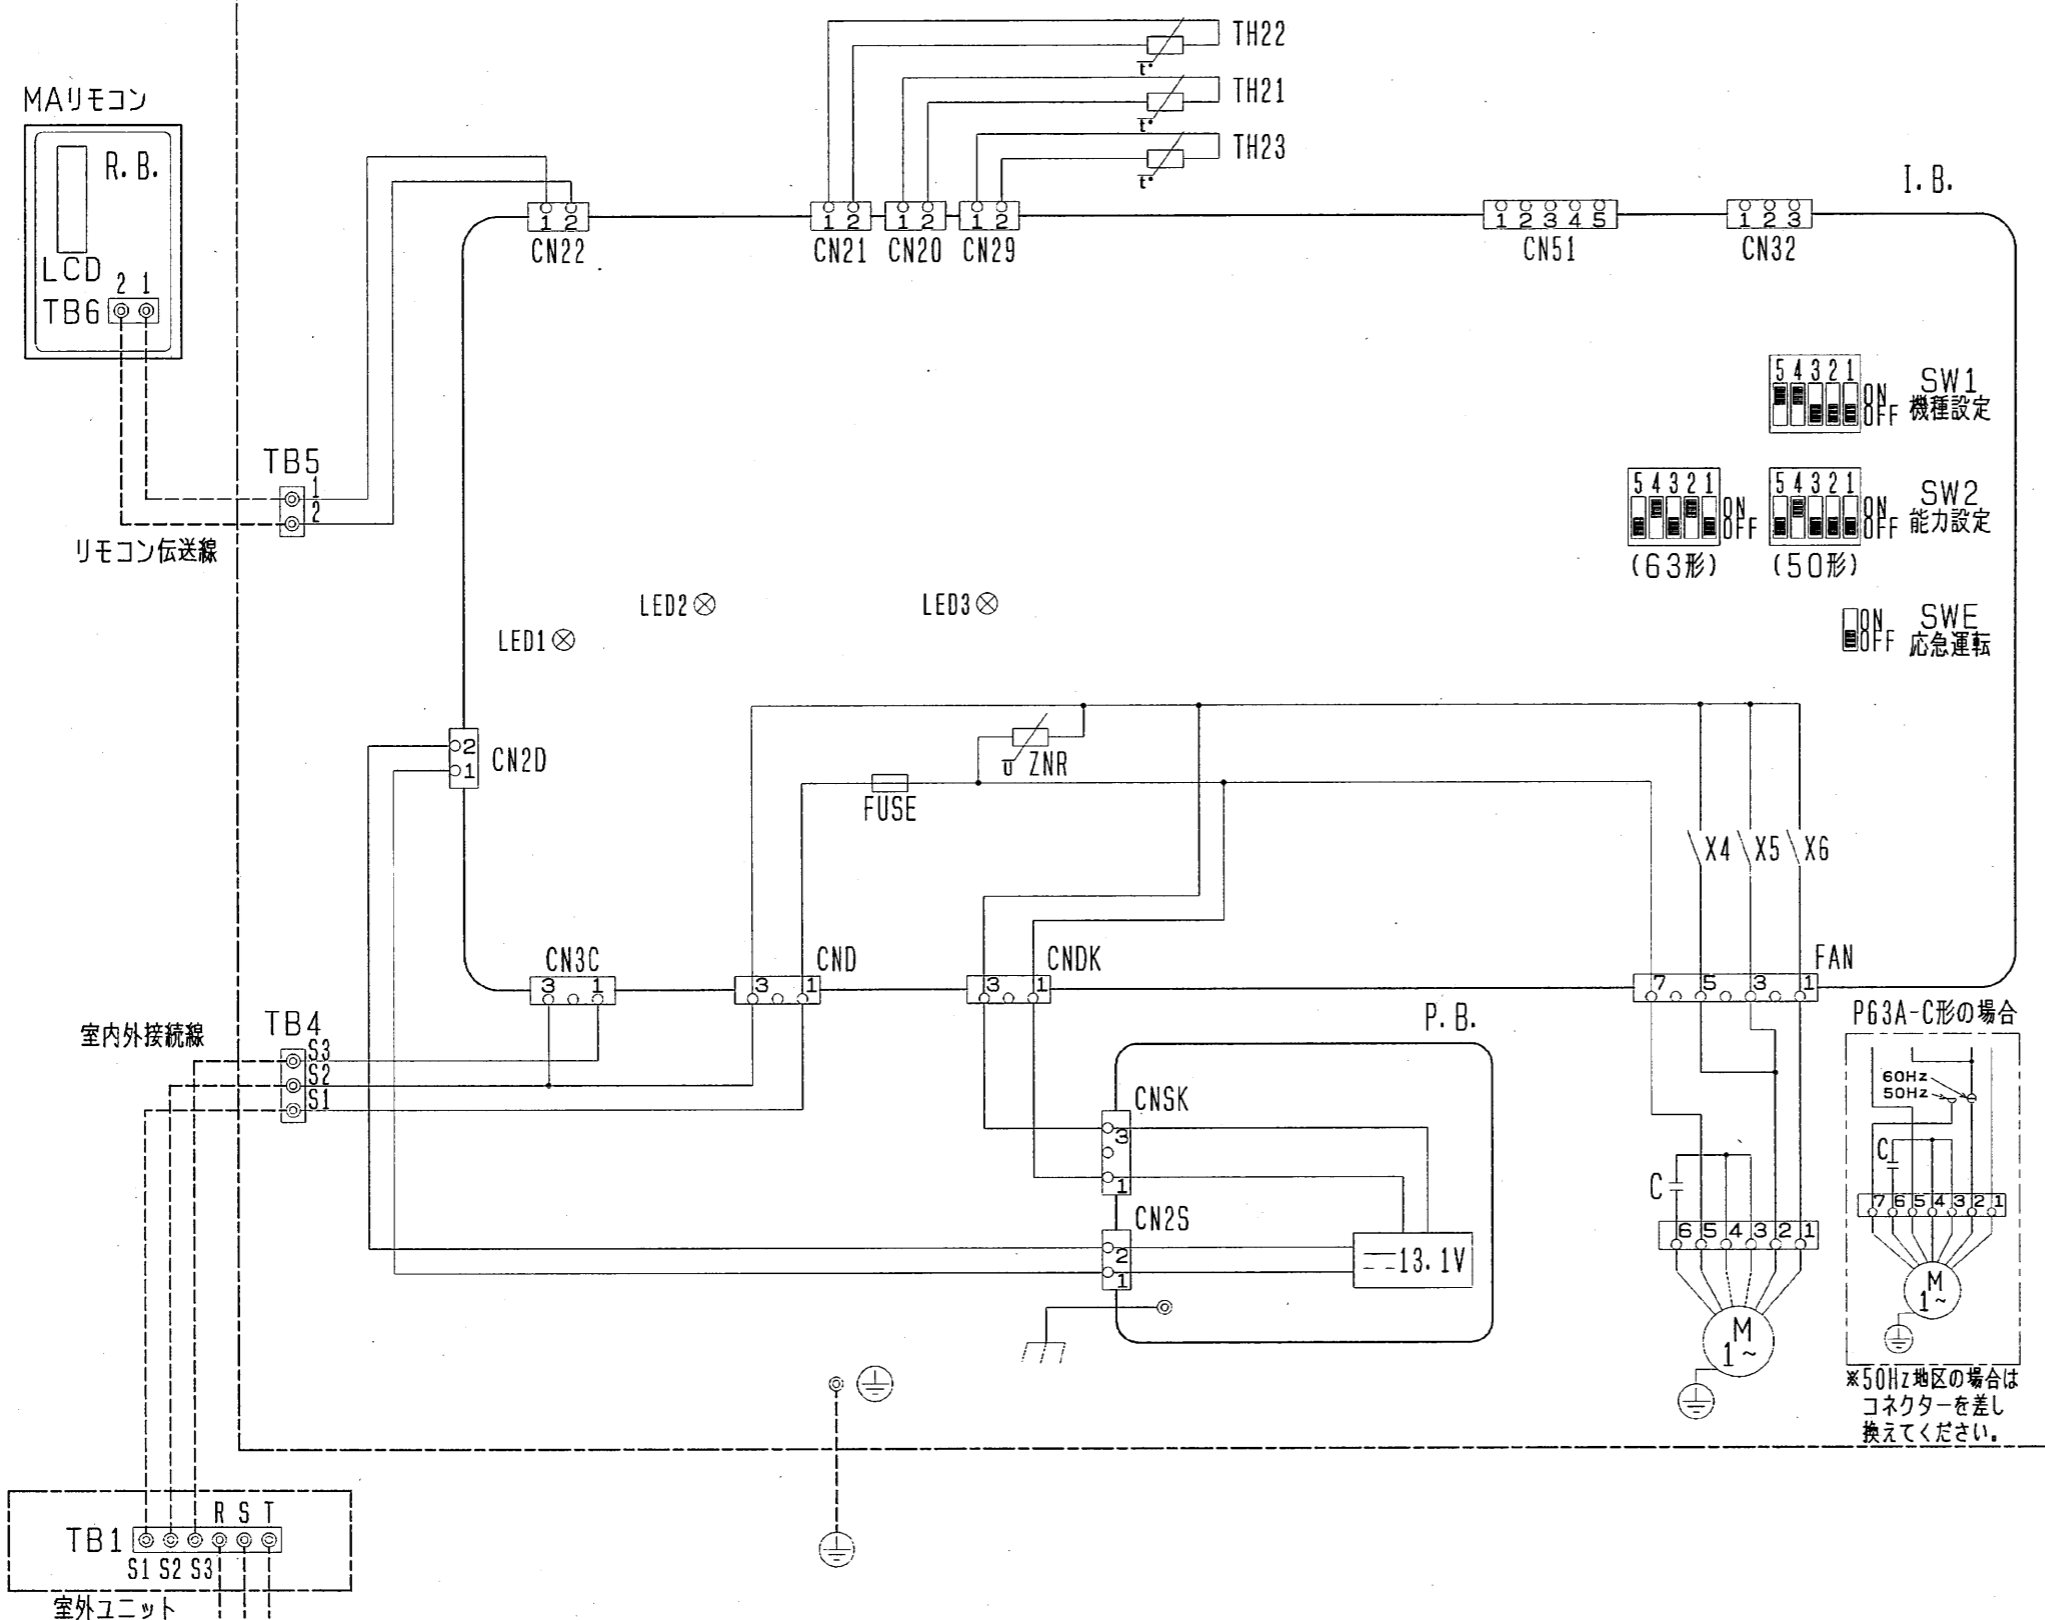 TH22
t°
MAリモコン
TH21
t°
R.B.
TH23
t°
I.B.
1 2
CN22
1 2
CN21
1 2
CN20
1 2
CN29
1 2 3 4 5
CN51
1 2 3
CN32
LCD
2 1
TB6
5 4 3 2 1
ON
OFF
SW1
機種設定
TB5
1
2
リモコン伝送線
5 4 3 2 1
ON
OFF
(63形)
5 4 3 2 1
ON
OFF
(50形)
SW2
能力設定
LED1
LED2
LED3
ON
OFF
SWE
応急運転
2
1
CN2D
U ZNR
FUSE
X4
X5
X6
CN3C
3 1
CND
3 1
CNDK
3 1
FAN
7 5 3 1
室内外接続線
TB4
S3
S2
S1
P.B.
P63A-C形の場合
60Hz
50Hz
C
7 6 5 4 3 2 1
M
1~
CNSK
3
1
CN2S
2
1
13.1V
C
6 5 4 3 2 1
M
1~
※50Hz地区の場合は
コネクターを差し
換えてください。
R S T
TB1
S1 S2 S3
室外ユニット